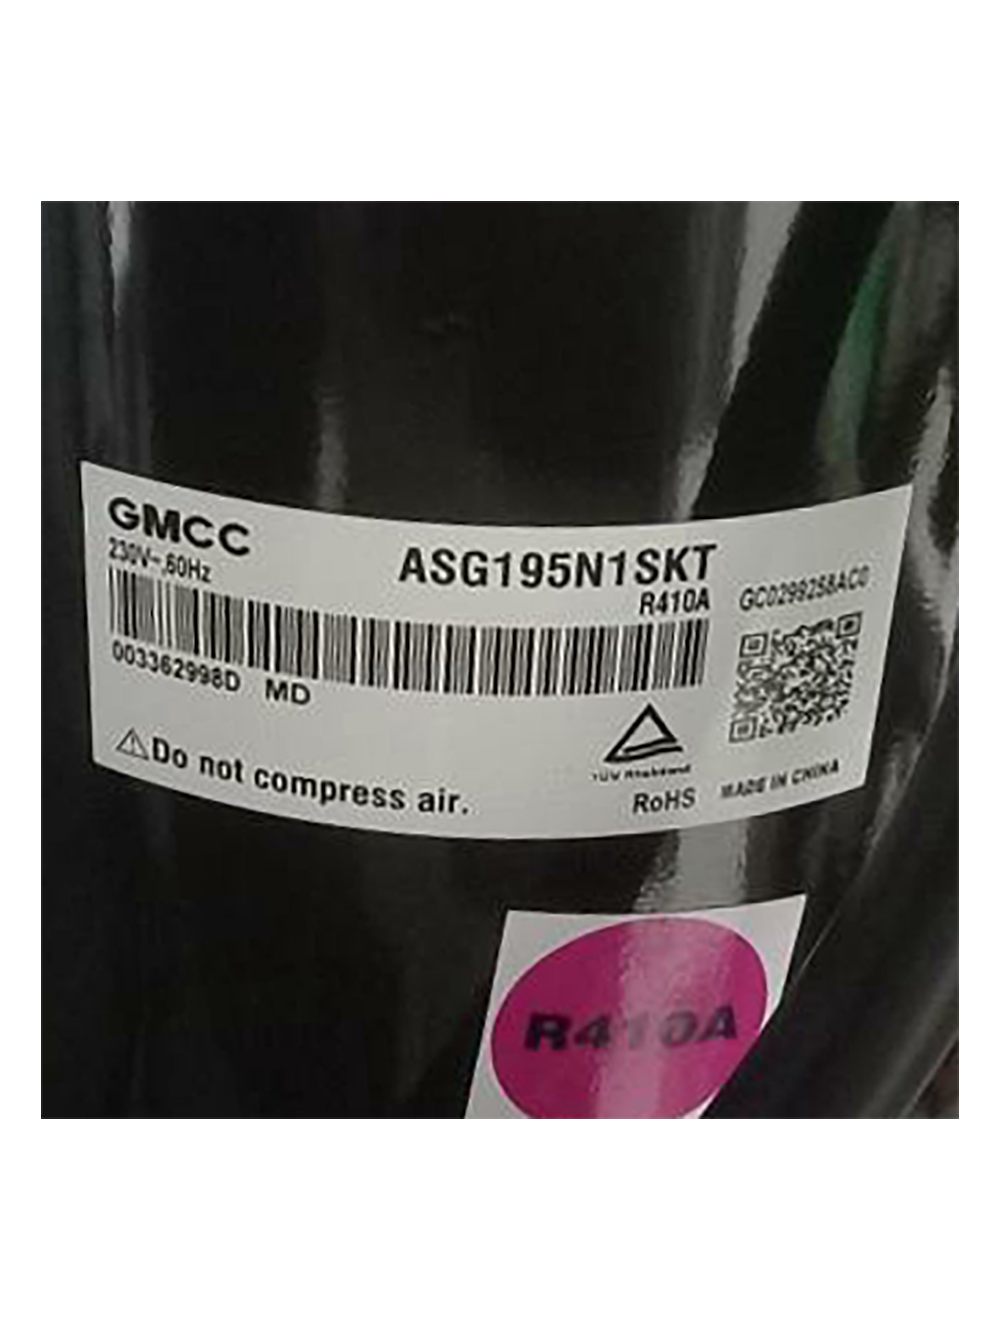 GMCC
230V~,60Hz
ASG195N1SKT
R410A
GC0299258AC0
003362998D MD
Do not compress air.
TÜV Rheinland
RoHS
MADE IN CHINA
R410A